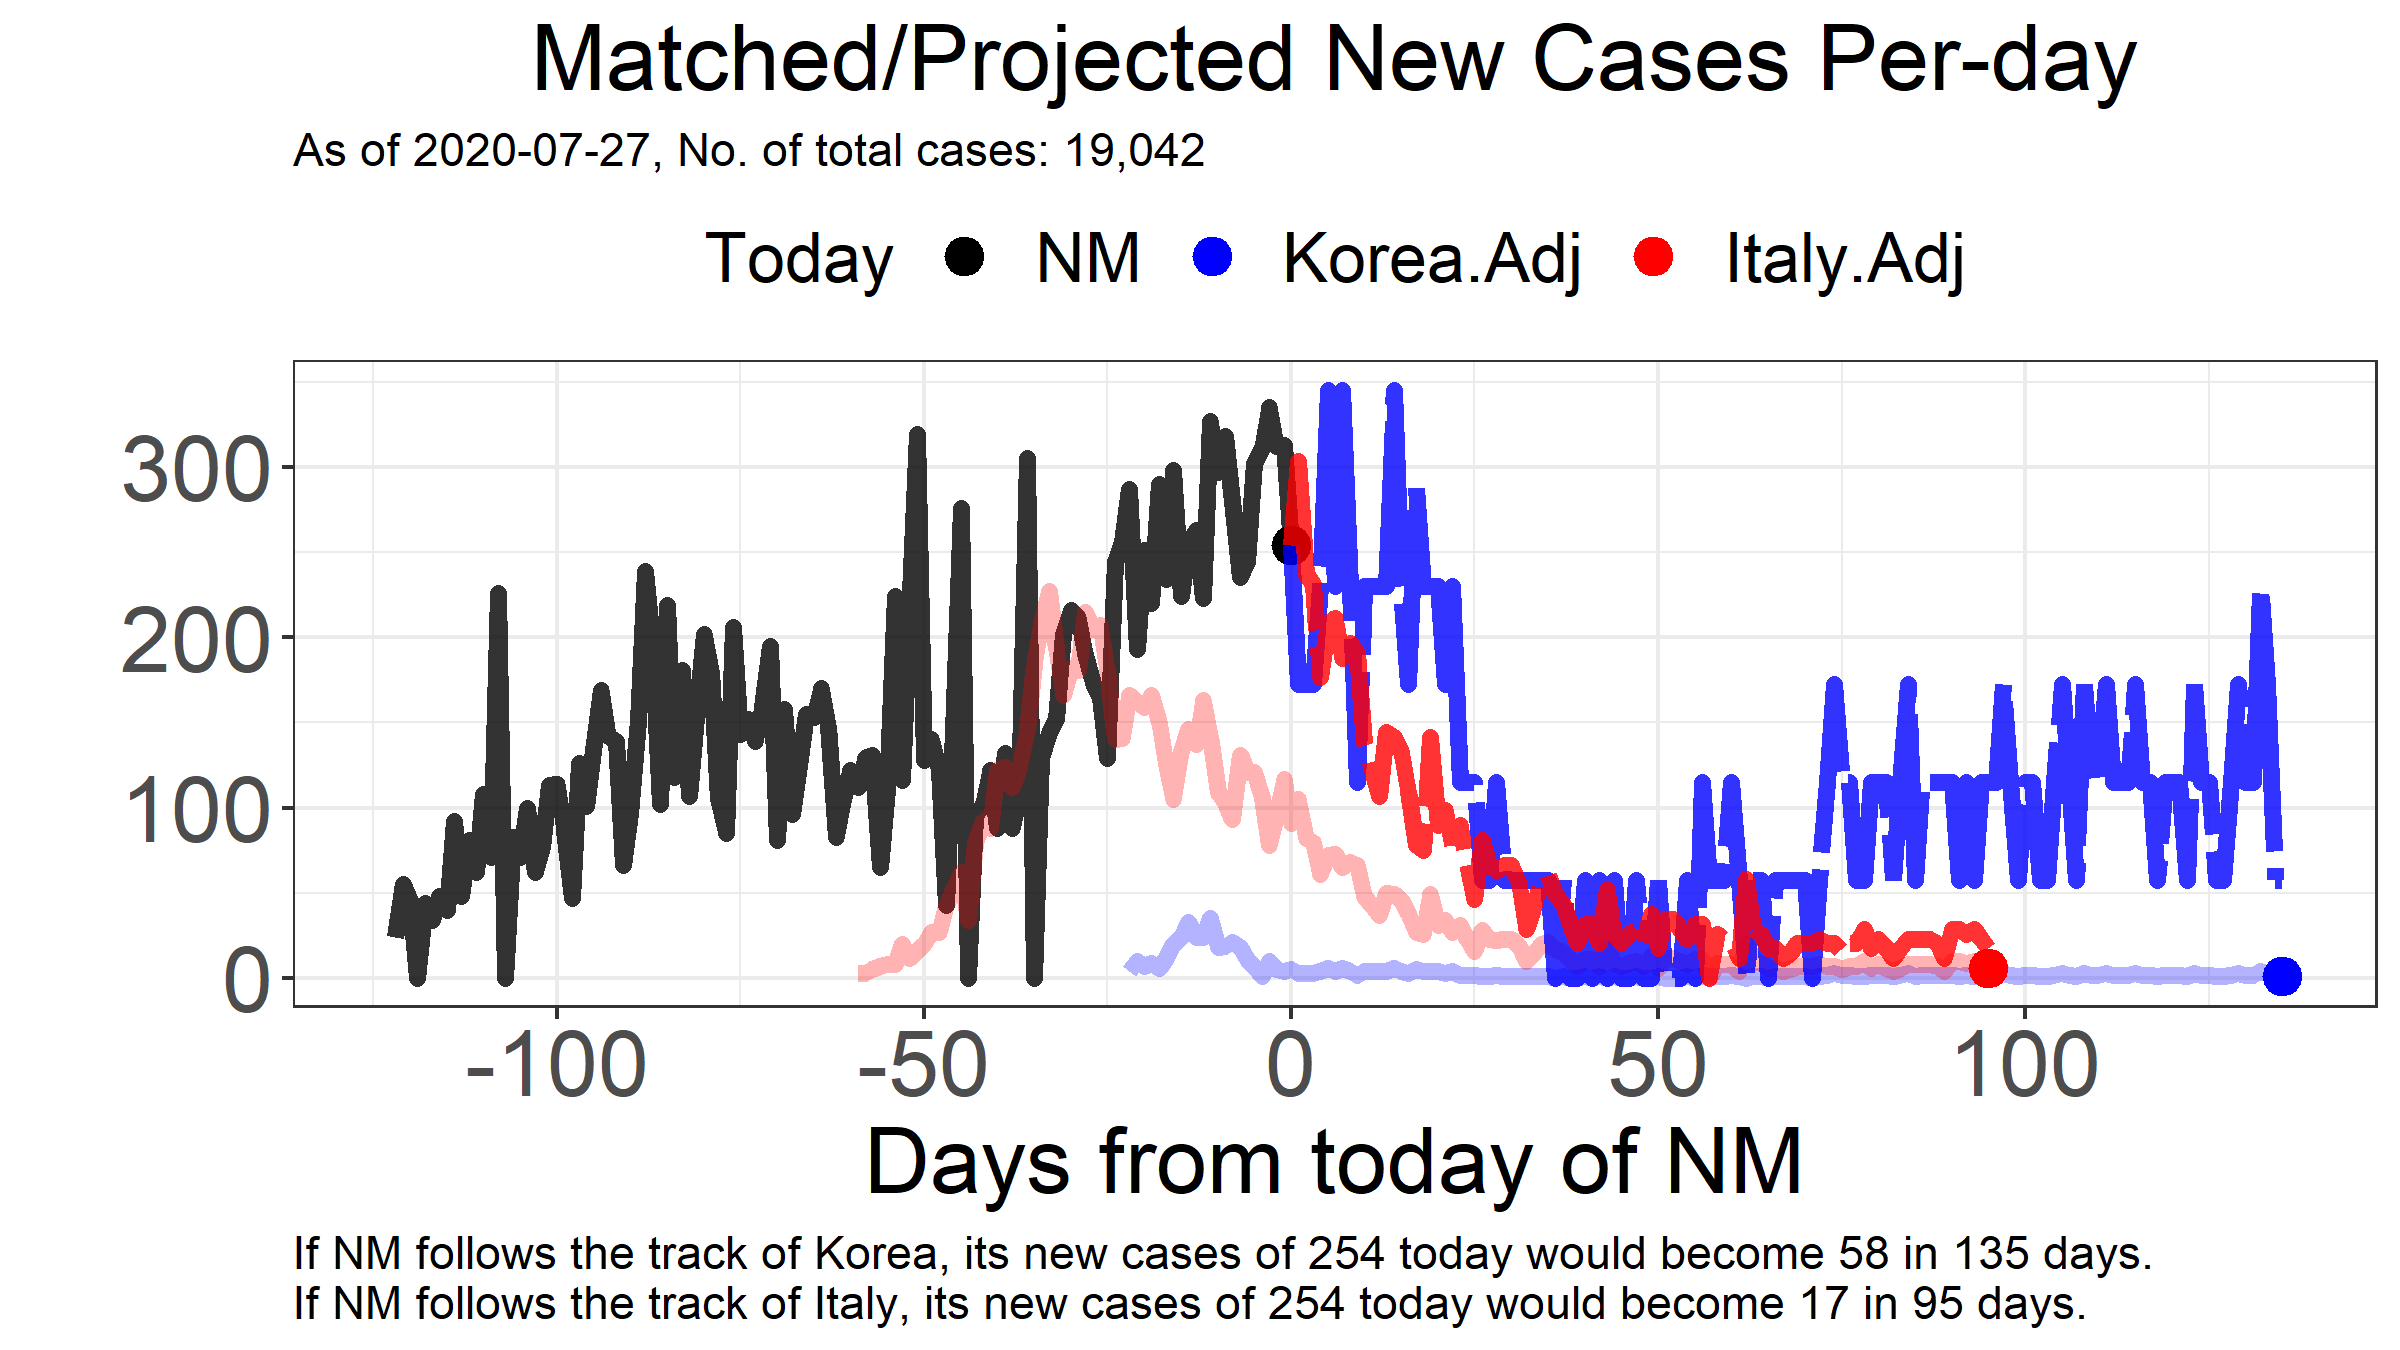 Matched/Projected New Cases Per-day
As of 2020-07-27, No. of total cases: 19,042
Today NM Korea.Adj Italy.Adj
300
200
100
0
-100 -50 0 50 100
Days from today of NM
If NM follows the track of Korea, its new cases of 254 today would become 58 in 135 days.
If NM follows the track of Italy, its new cases of 254 today would become 17 in 95 days.